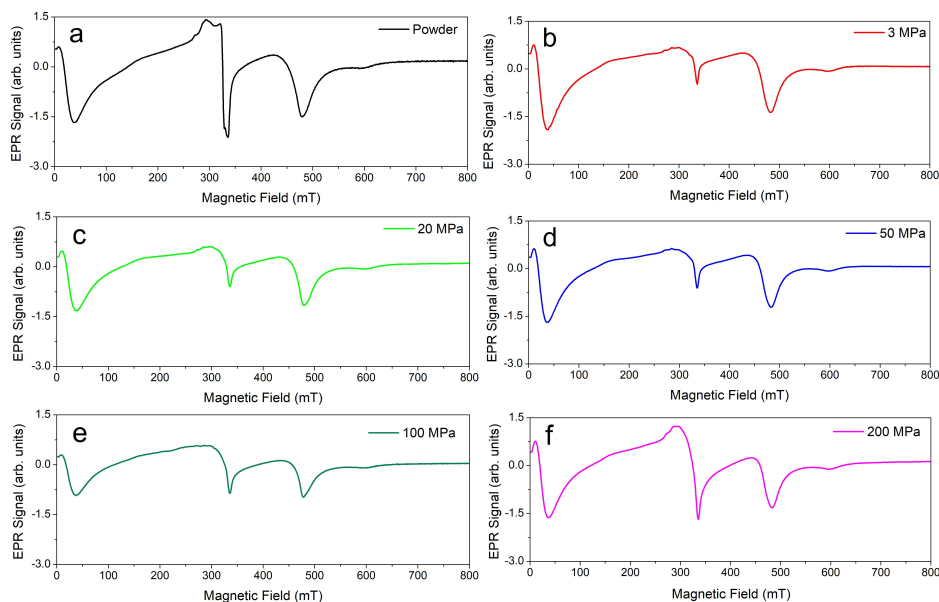 a
Powder
EPR Signal (arb. units)
1.5
0.0
-1.5
-3.0
0 100 200 300 400 500 600 700 800
Magnetic Field (mT)
b
3 MPa
EPR Signal (arb. units)
1.5
0.0
-1.5
-3.0
0 100 200 300 400 500 600 700 800
Magnetic Field (mT)
c
20 MPa
EPR Signal (arb. units)
1.5
0.0
-1.5
-3.0
0 100 200 300 400 500 600 700 800
Magnetic Field (mT)
d
50 MPa
EPR Signal (arb. units)
1.5
0.0
-1.5
-3.0
0 100 200 300 400 500 600 700 800
Magnetic Field (mT)
e
100 MPa
EPR Signal (arb. units)
1.5
0.0
-1.5
-3.0
0 100 200 300 400 500 600 700 800
Magnetic Field (mT)
f
200 MPa
EPR Signal (arb. units)
1.5
0.0
-1.5
-3.0
0 100 200 300 400 500 600 700 800
Magnetic Field (mT)